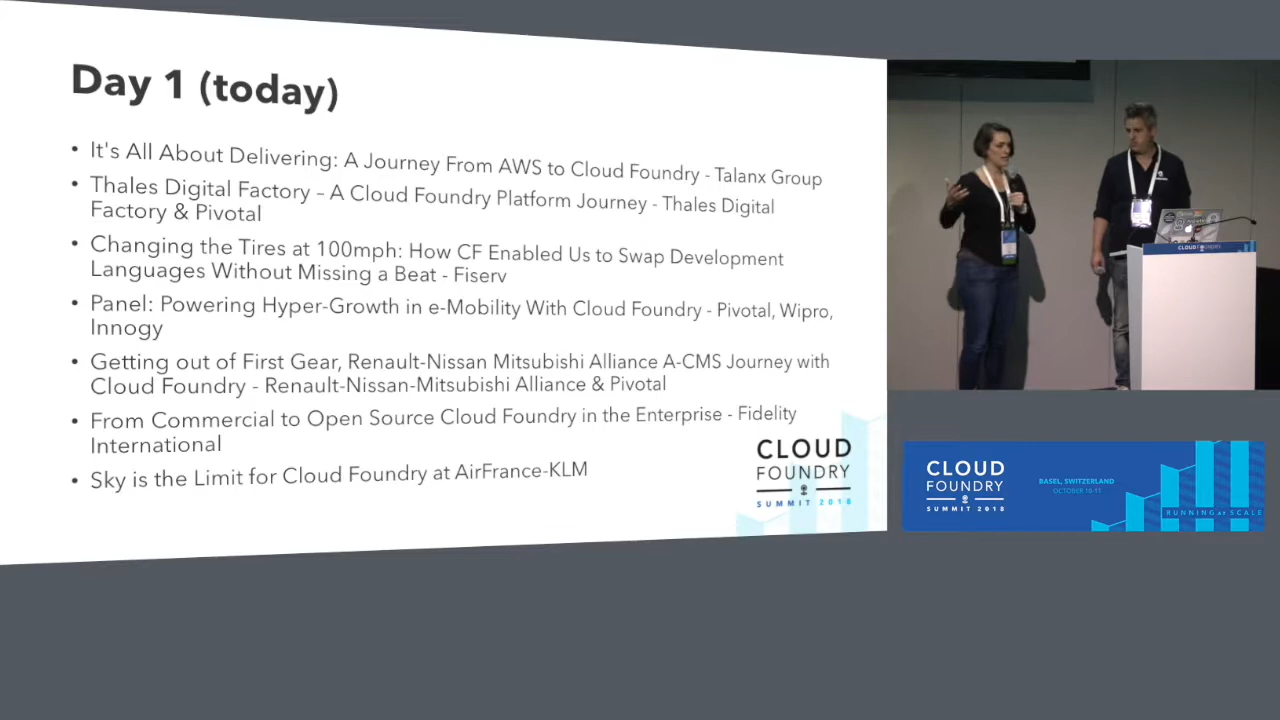 Day 1 (today)
• It's All About Delivering: A Journey From AWS to Cloud Foundry - Talanx Group
• Thales Digital Factory – A Cloud Foundry Platform Journey - Thales Digital
Factory & Pivotal
• Changing the Tires at 100mph: How CF Enabled Us to Swap Development
Languages Without Missing a Beat - Fiserv
• Panel: Powering Hyper-Growth in e-Mobility With Cloud Foundry - Pivotal, Wipro,
Innogy
• Getting out of First Gear, Renault-Nissan Mitsubishi Alliance A-CMS Journey with
Cloud Foundry - Renault-Nissan-Mitsubishi Alliance & Pivotal
• From Commercial to Open Source Cloud Foundry in the Enterprise - Fidelity
International
• Sky is the Limit for Cloud Foundry at AirFrance-KLM
CLOUD
FOUNDRY
SUMMIT 2018
CLOUD FOUNDRY
CLOUD
FOUNDRY
SUMMIT 2018
BASEL, SWITZERLAND
OCTOBER 10-11
RUNNING AT SCALE